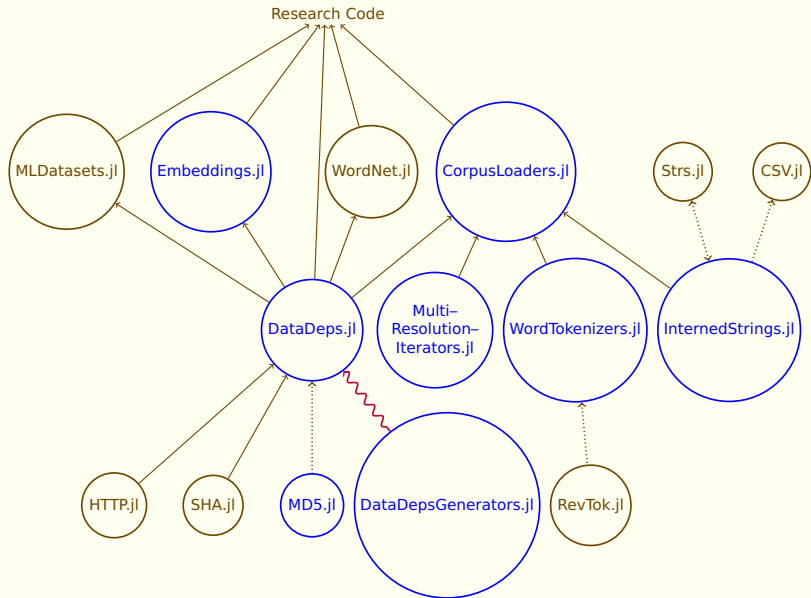 Research Code
MLDatasets.jl
Embeddings.jl
WordNet.jl
CorpusLoaders.jl
Strs.jl
CSV.jl
DataDeps.jl
Multi–
Resolution–
Iterators.jl
WordTokenizers.jl
InternedStrings.jl
HTTP.jl
SHA.jl
MD5.jl
DataDepsGenerators.jl
RevTok.jl